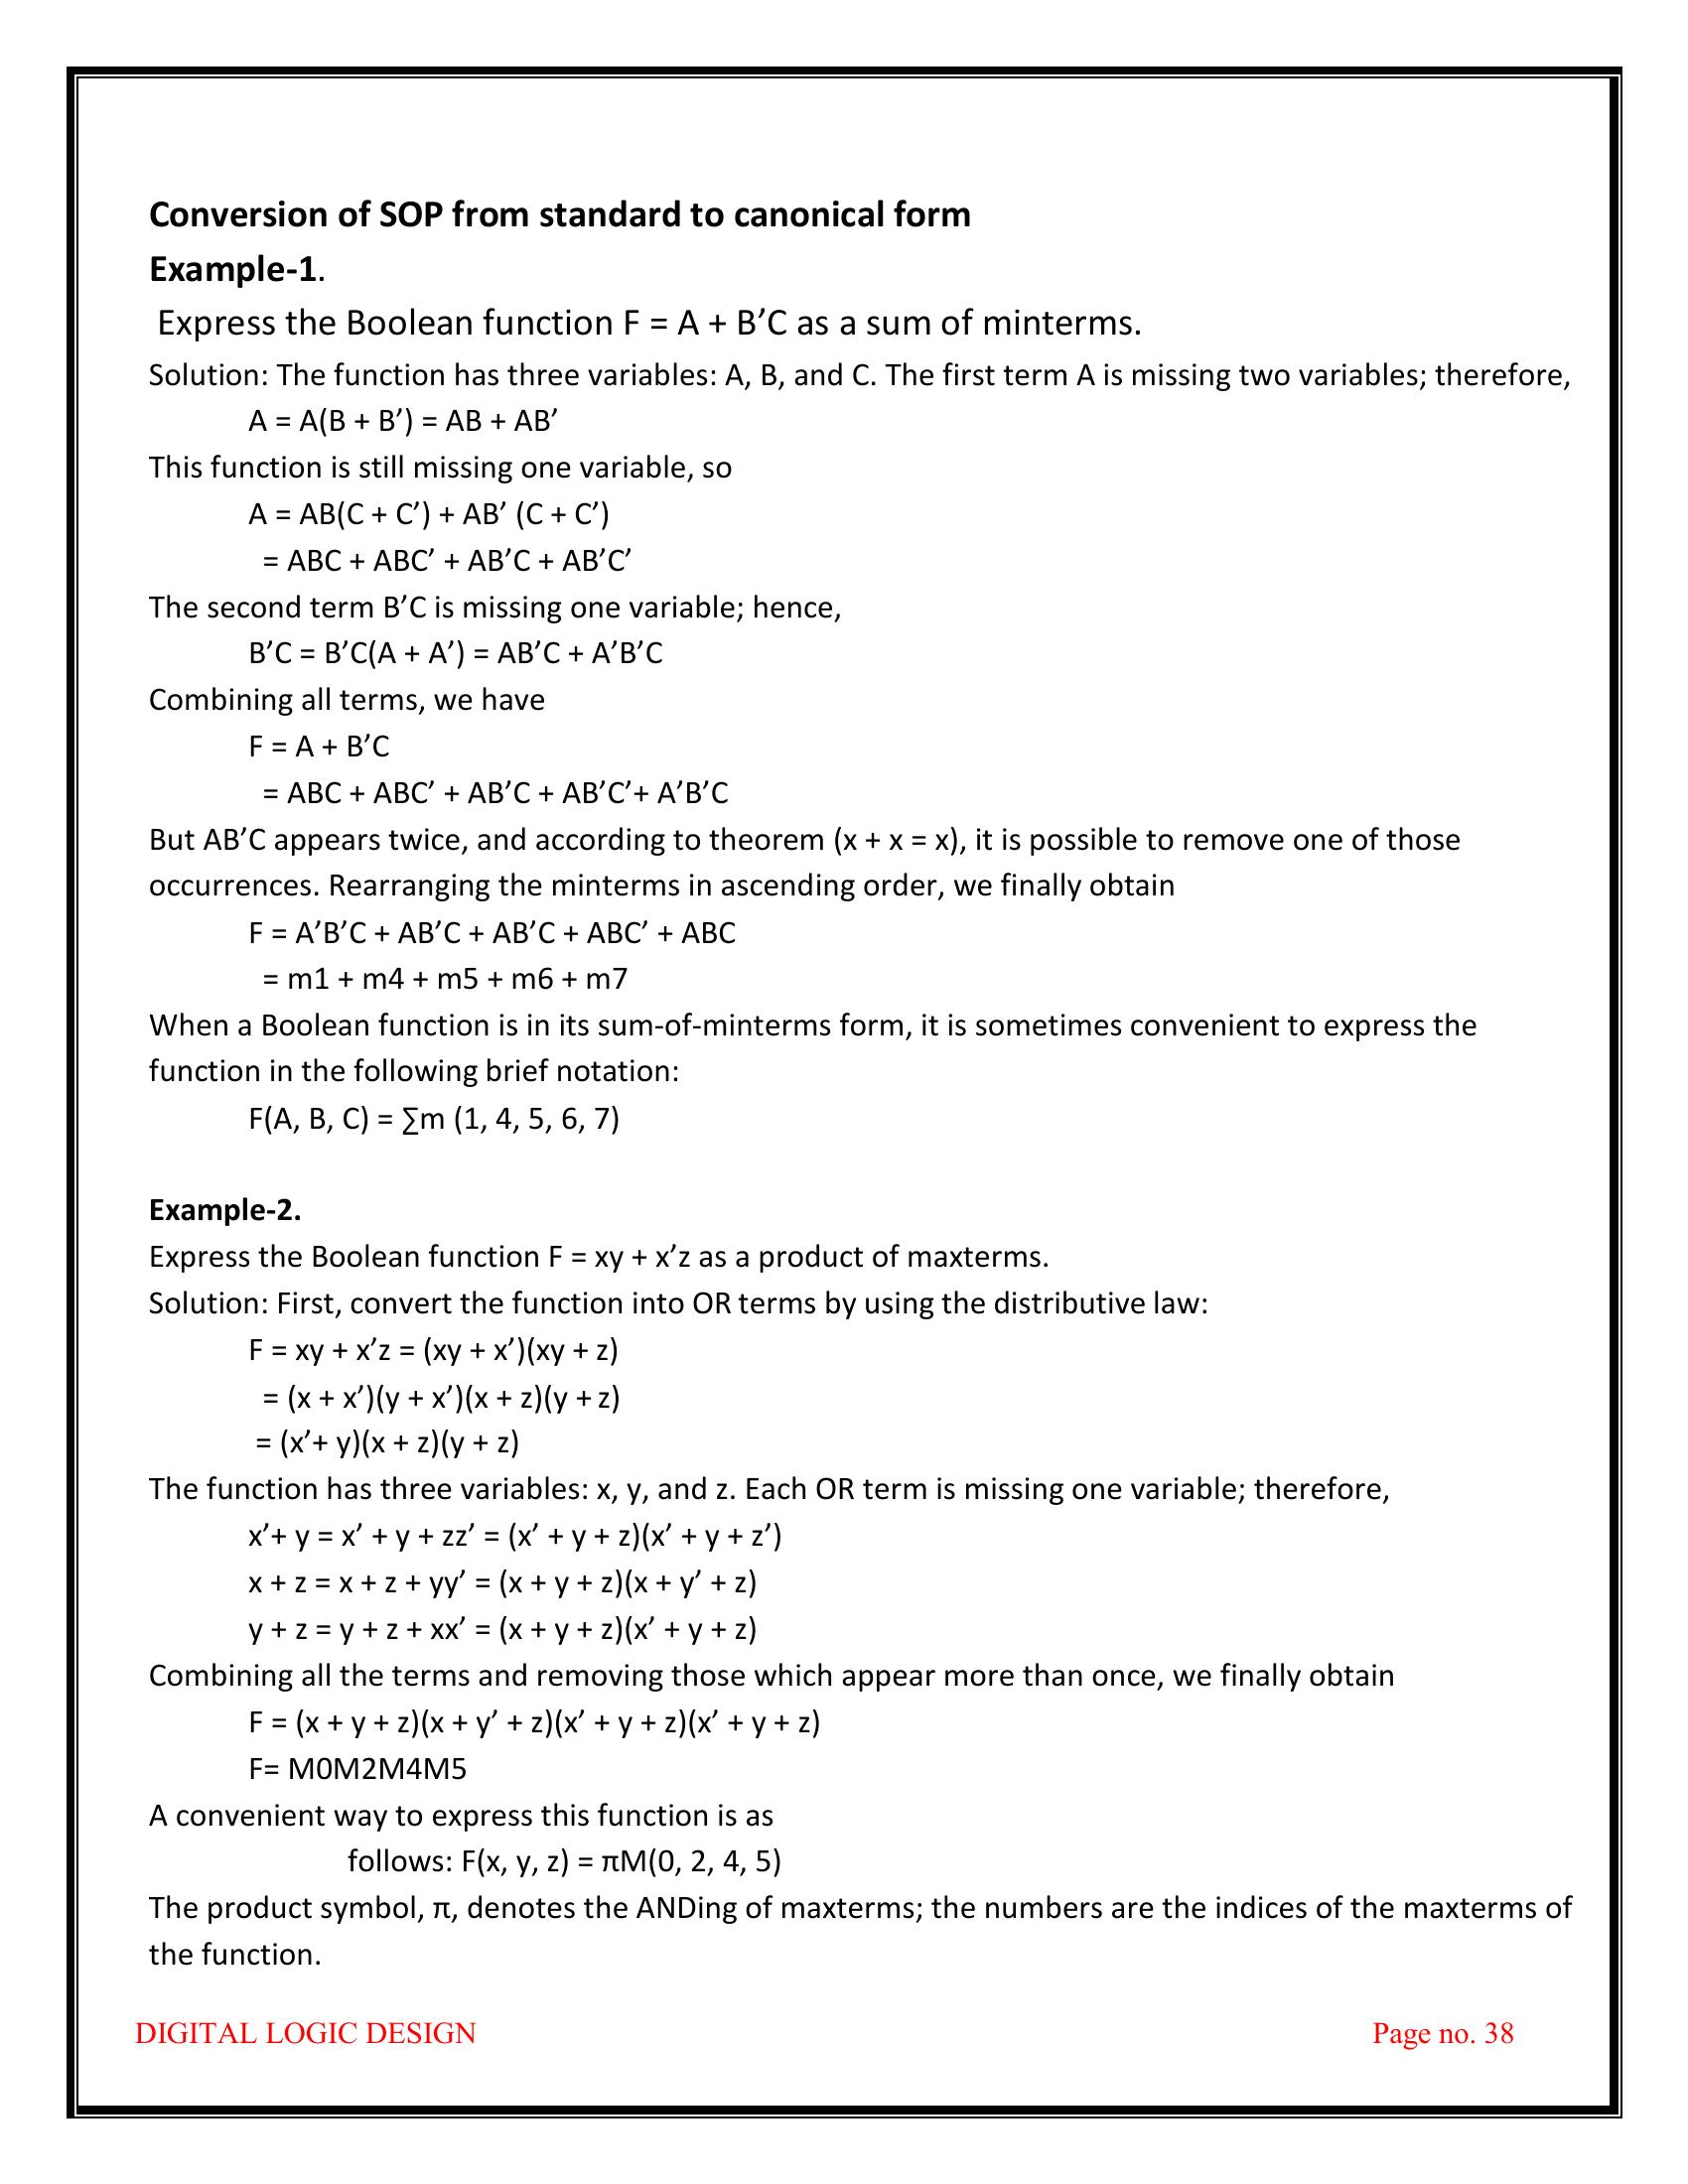 Conversion of SOP from standard to canonical form
Example-1.
Express the Boolean function F = A + B’C as a sum of minterms.
Solution: The function has three variables: A, B, and C. The first term A is missing two variables; therefore,
A = A(B + B’) = AB + AB’
This function is still missing one variable, so
A = AB(C + C’) + AB’ (C + C’)
= ABC + ABC’ + AB’C + AB’C’
The second term B’C is missing one variable; hence,
B’C = B’C(A + A’) = AB’C + A’B’C
Combining all terms, we have
F = A + B’C
= ABC + ABC’ + AB’C + AB’C’+ A’B’C
But AB’C appears twice, and according to theorem (x + x = x), it is possible to remove one of those
occurrences. Rearranging the minterms in ascending order, we finally obtain
F = A’B’C + AB’C + AB’C + ABC’ + ABC
= m1 + m4 + m5 + m6 + m7
When a Boolean function is in its sum-of-minterms form, it is sometimes convenient to express the
function in the following brief notation:
F(A, B, C) = ∑m (1, 4, 5, 6, 7)
Example-2.
Express the Boolean function F = xy + x’z as a product of maxterms.
Solution: First, convert the function into OR terms by using the distributive law:
F = xy + x’z = (xy + x’)(xy + z)
= (x + x’)(y + x’)(x + z)(y + z)
= (x’+ y)(x + z)(y + z)
The function has three variables: x, y, and z. Each OR term is missing one variable; therefore,
x’+ y = x’ + y + zz’ = (x’ + y + z)(x’ + y + z’)
x + z = x + z + yy’ = (x + y + z)(x + y’ + z)
y + z = y + z + xx’ = (x + y + z)(x’ + y + z)
Combining all the terms and removing those which appear more than once, we finally obtain
F = (x + y + z)(x + y’ + z)(x’ + y + z)(x’ + y + z)
F= M0M2M4M5
A convenient way to express this function is as
follows: F(x, y, z) = πM(0, 2, 4, 5)
The product symbol, π, denotes the ANDing of maxterms; the numbers are the indices of the maxterms of
the function.
DIGITAL LOGIC DESIGN Page no. 38